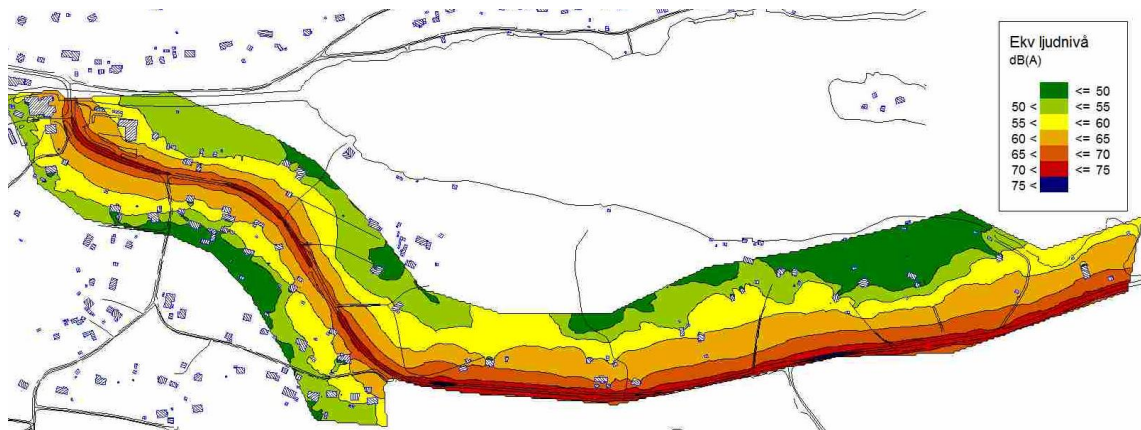 Ekv ljudnivå
dB(A)
<= 50
50 < <= 55
55 < <= 60
60 < <= 65
65 < <= 70
70 < <= 75
75 <